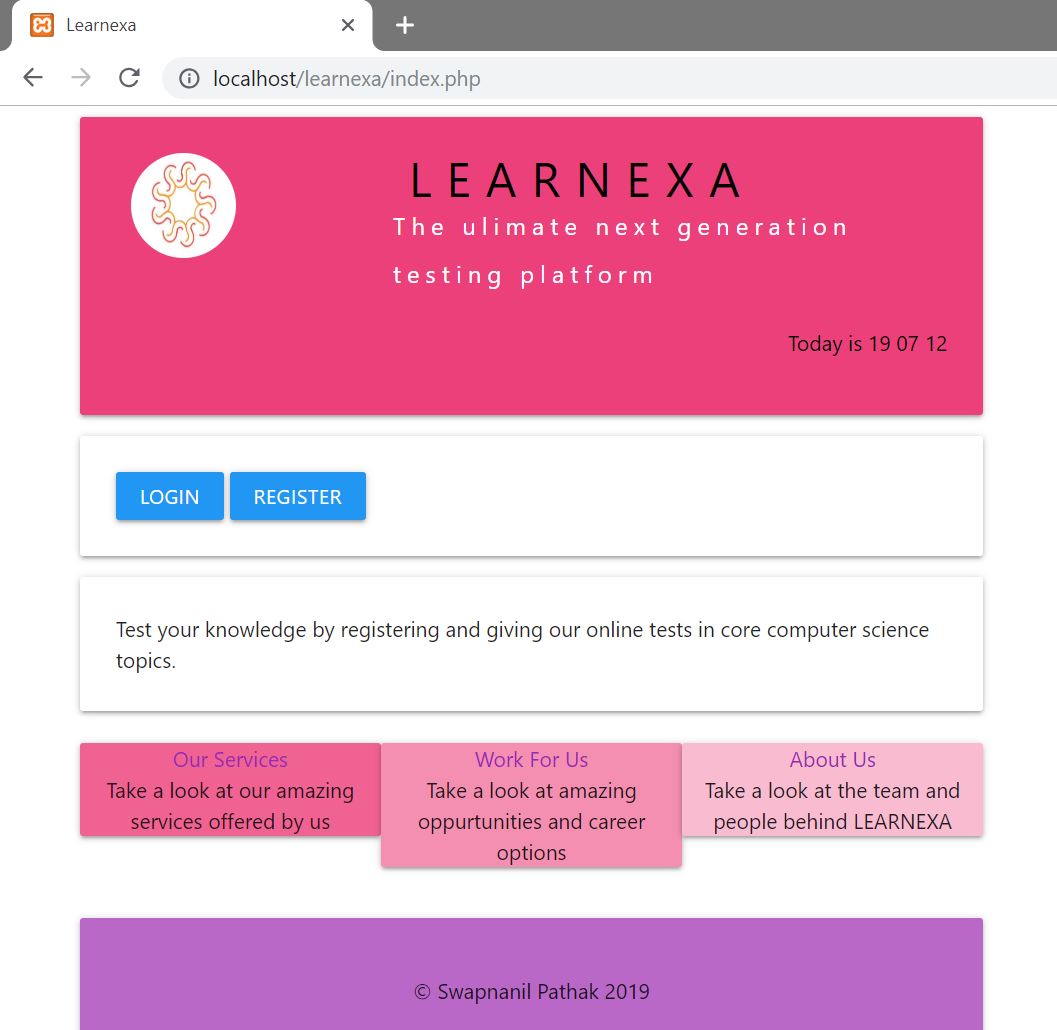 Learnexa
localhost/learnexa/index.php
LEARNEXA
The ulimate next generation
testing platform
Today is 19 07 12
LOGIN REGISTER
Test your knowledge by registering and giving our online tests in core computer science
topics.
Our Services
Take a look at our amazing
services offered by us
Work For Us
Take a look at amazing
oppurtunities and career
options
About Us
Take a look at the team and
people behind LEARNEXA
© Swapnanil Pathak 2019